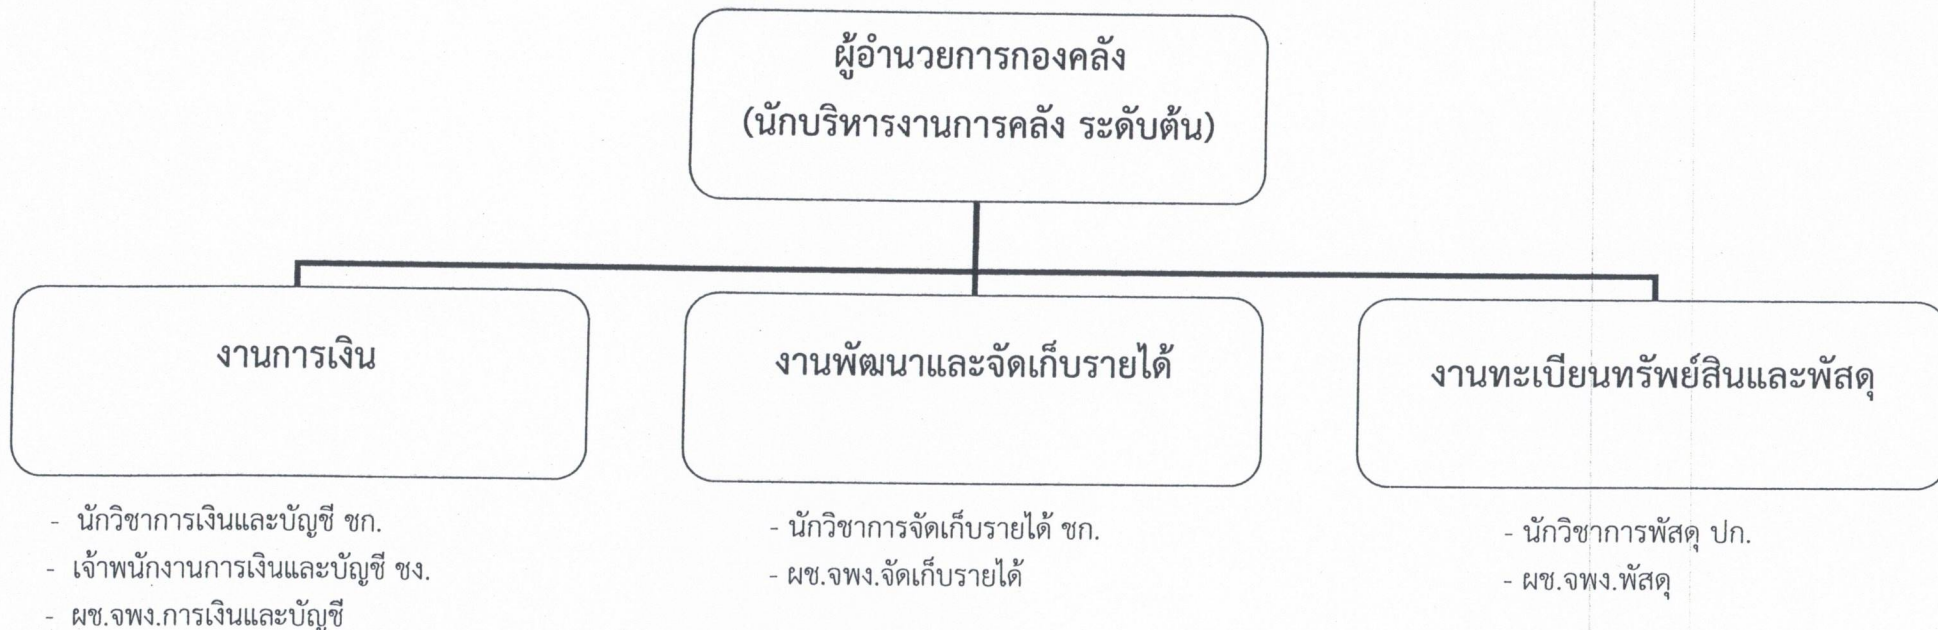 ผู้อำนวยการกองคลัง
(นักบริหารงานการคลัง ระดับต้น)
งานการเงิน
- นักวิชาการเงินและบัญชี ชก.
- เจ้าพนักงานการเงินและบัญชี ชง.
- ผช.จพง.การเงินและบัญชี
งานพัฒนาและจัดเก็บรายได้
- นักวิชาการจัดเก็บรายได้ ชก.
- ผช.จพง.จัดเก็บรายได้
งานทะเบียนทรัพย์สินและพัสดุ
- นักวิชาการพัสดุ ปก.
- ผช.จพง.พัสดุ